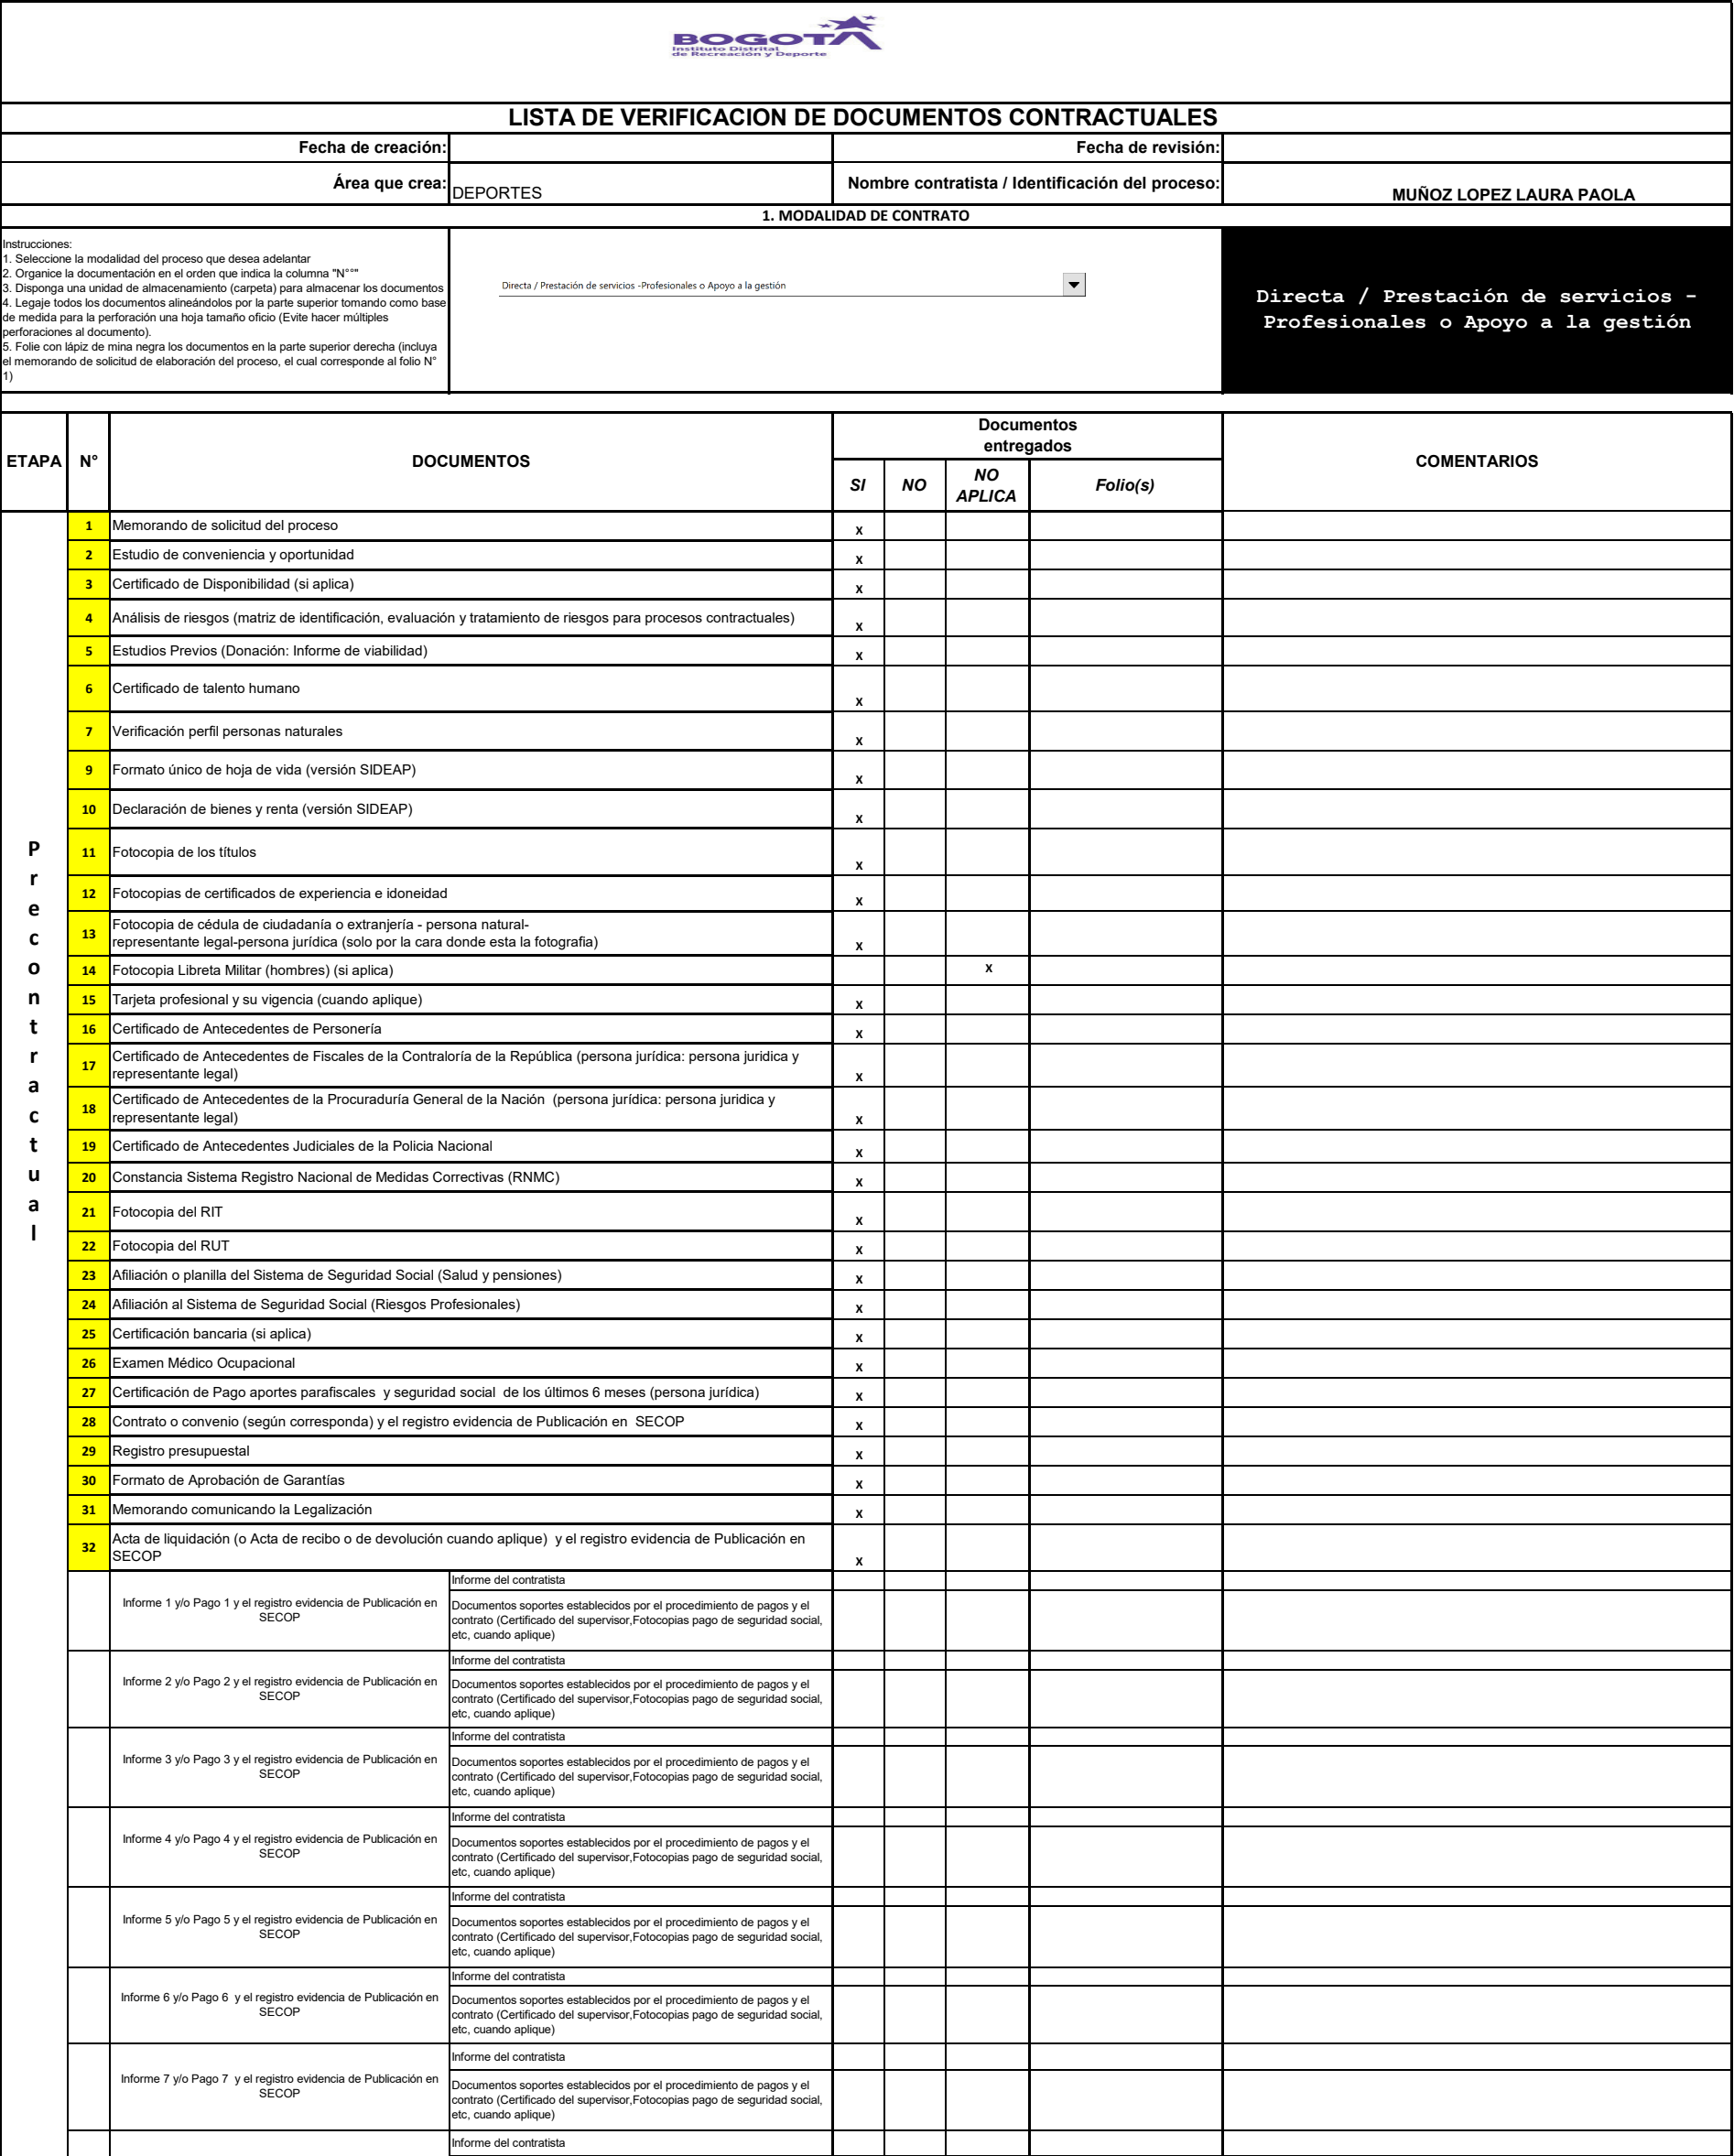 BOGOTÁ
Instituto Distrital
de Recreación y Deporte
LISTA DE VERIFICACION DE DOCUMENTOS CONTRACTUALES
Fecha de creación: Fecha de revisión:
Área que crea: DEPORTES Nombre contratista / Identificación del proceso: MUÑOZ LOPEZ LAURA PAOLA
1. MODALIDAD DE CONTRATO
Instrucciones:
1. Seleccione la modalidad del proceso que desea adelantar
2. Organice la documentación en el orden que indica la columna "N°°"
3. Disponga una unidad de almacenamiento (carpeta) para almacenar los documentos
4. Legaje todos los documentos alineándolos por la parte superior tomando como base
de medida para la perforación una hoja tamaño oficio (Evite hacer múltiples
perforaciones al documento).
5. Folie con lápiz de mina negra los documentos en la parte superior derecha (incluya
el memorando de solicitud de elaboración del proceso, el cual corresponde al folio N°
1)
Directa / Prestación de servicios -Profesionales o Apoyo a la gestión
Directa / Prestación de servicios -
Profesionales o Apoyo a la gestión
ETAPA N° DOCUMENTOS Documentos
entregados COMENTARIOS
SI NO NO
APLICA Folio(s)
Precontractual
1 Memorando de solicitud del proceso x
2 Estudio de conveniencia y oportunidad x
3 Certificado de Disponibilidad (si aplica) x
4 Análisis de riesgos (matriz de identificación, evaluación y tratamiento de riesgos para procesos contractuales) x
5 Estudios Previos (Donación: Informe de viabilidad) x
6 Certificado de talento humano x
7 Verificación perfil personas naturales x
9 Formato único de hoja de vida (versión SIDEAP) x
10 Declaración de bienes y renta (versión SIDEAP) x
11 Fotocopia de los títulos x
12 Fotocopias de certificados de experiencia e idoneidad x
13 Fotocopia de cédula de ciudadanía o extranjería - persona natural-
representante legal-persona jurídica (solo por la cara donde esta la fotografia) x
14 Fotocopia Libreta Militar (hombres) (si aplica) x
15 Tarjeta profesional y su vigencia (cuando aplique) x
16 Certificado de Antecedentes de Personería x
17 Certificado de Antecedentes de Fiscales de la Contraloría de la República (persona jurídica: persona juridica y
representante legal) x
18 Certificado de Antecedentes de la Procuraduría General de la Nación (persona jurídica: persona juridica y
representante legal) x
19 Certificado de Antecedentes Judiciales de la Policia Nacional x
20 Constancia Sistema Registro Nacional de Medidas Correctivas (RNMC) x
21 Fotocopia del RIT x
22 Fotocopia del RUT x
23 Afiliación o planilla del Sistema de Seguridad Social (Salud y pensiones) x
24 Afiliación al Sistema de Seguridad Social (Riesgos Profesionales) x
25 Certificación bancaria (si aplica) x
26 Examen Médico Ocupacional x
27 Certificación de Pago aportes parafiscales y seguridad social de los últimos 6 meses (persona jurídica) x
28 Contrato o convenio (según corresponda) y el registro evidencia de Publicación en SECOP x
29 Registro presupuestal x
30 Formato de Aprobación de Garantías x
31 Memorando comunicando la Legalización x
32 Acta de liquidación (o Acta de recibo o de devolución cuando aplique) y el registro evidencia de Publicación en
SECOP x
Informe 1 y/o Pago 1 y el registro evidencia de Publicación en
SECOP
Informe del contratista
Documentos soportes establecidos por el procedimiento de pagos y el
contrato (Certificado del supervisor,Fotocopias pago de seguridad social,
etc, cuando aplique)
Informe 2 y/o Pago 2 y el registro evidencia de Publicación en
SECOP
Informe del contratista
Documentos soportes establecidos por el procedimiento de pagos y el
contrato (Certificado del supervisor,Fotocopias pago de seguridad social,
etc, cuando aplique)
Informe 3 y/o Pago 3 y el registro evidencia de Publicación en
SECOP
Informe del contratista
Documentos soportes establecidos por el procedimiento de pagos y el
contrato (Certificado del supervisor,Fotocopias pago de seguridad social,
etc, cuando aplique)
Informe 4 y/o Pago 4 y el registro evidencia de Publicación en
SECOP
Informe del contratista
Documentos soportes establecidos por el procedimiento de pagos y el
contrato (Certificado del supervisor,Fotocopias pago de seguridad social,
etc, cuando aplique)
Informe 5 y/o Pago 5 y el registro evidencia de Publicación en
SECOP
Informe del contratista
Documentos soportes establecidos por el procedimiento de pagos y el
contrato (Certificado del supervisor,Fotocopias pago de seguridad social,
etc, cuando aplique)
Informe 6 y/o Pago 6 y el registro evidencia de Publicación en
SECOP
Informe del contratista
Documentos soportes establecidos por el procedimiento de pagos y el
contrato (Certificado del supervisor,Fotocopias pago de seguridad social,
etc, cuando aplique)
Informe 7 y/o Pago 7 y el registro evidencia de Publicación en
SECOP
Informe del contratista
Documentos soportes establecidos por el procedimiento de pagos y el
contrato (Certificado del supervisor,Fotocopias pago de seguridad social,
etc, cuando aplique)
Informe del contratista